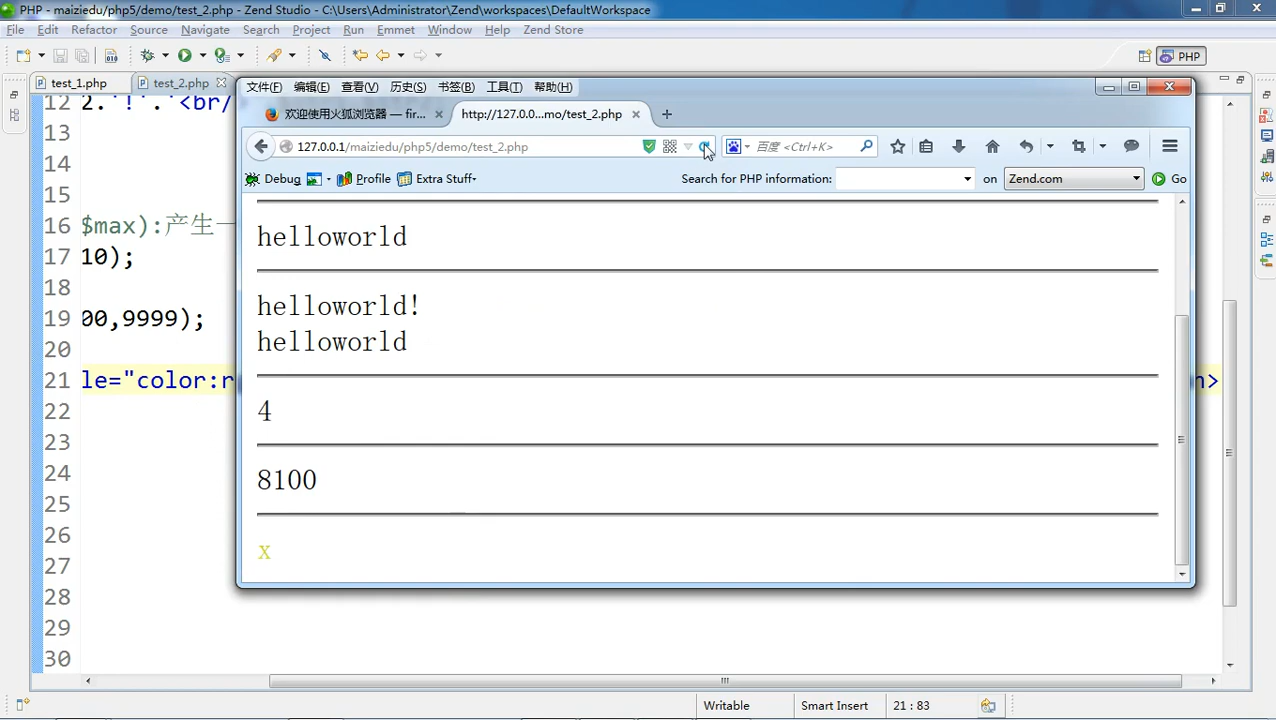 PHP - maiziedu/php5/demo/test_2.php - Zend Studio - C:\Users\Administrator\Zend\workspaces\DefaultWorkspace
File Edit Refactor Source Navigate Search Project Run Emmet Window Help Zend Store
PHP
test_1.php test_2.php
文件(F) 编辑(E) 查看(V) 历史(S) 书签(B) 工具(T) 帮助(H)
欢迎使用火狐浏览器 — fir... http://127.0.0...mo/test_2.php
127.0.0.1/maiziedu/php5/demo/test_2.php 百度 <Ctrl+K>
Debug Profile Extra Stuff Search for PHP information: on Zend.com Go
12 2.'!'.'<br/
13
14
15
16 $max):产生一
17 10);
18
19 00,9999);
20
21 le="color:r >
22
23
24
25
26
27
28
29
30
helloworld
helloworld!
helloworld
4
8100
x
Writable Smart Insert 21 : 83